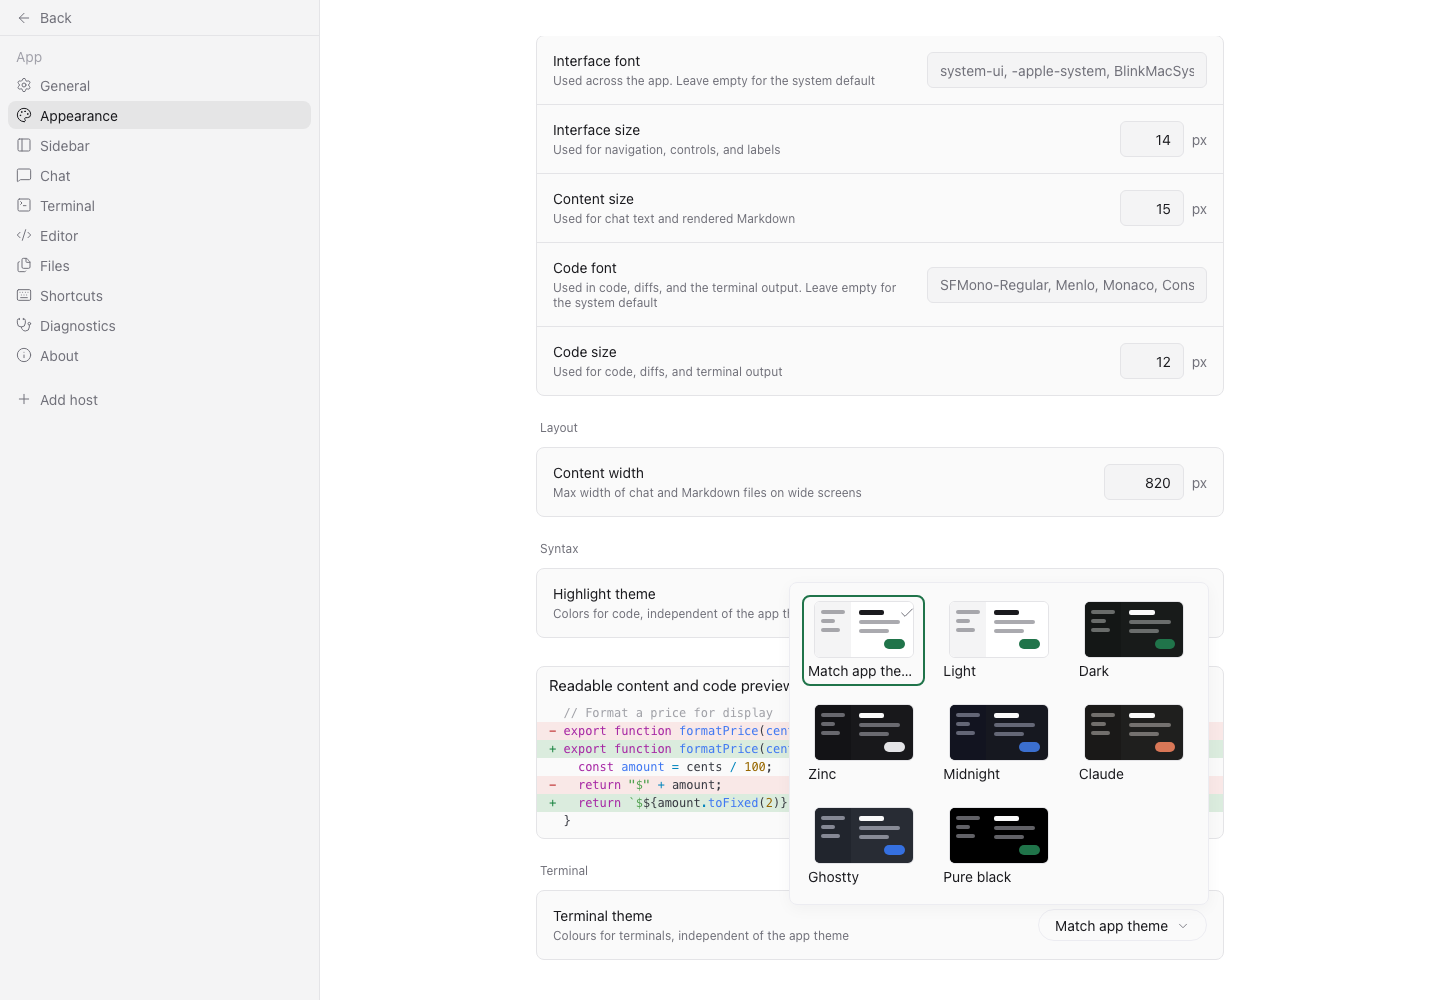 Back
App
General
Appearance
Sidebar
Chat
Terminal
Editor
Files
Shortcuts
Diagnostics
About
Add host
Interface font
Used across the app. Leave empty for the system default
system-ui, -apple-system, BlinkMacSys
Interface size
Used for navigation, controls, and labels
14 px
Content size
Used for chat text and rendered Markdown
15 px
Code font
Used in code, diffs, and the terminal output. Leave empty for
the system default
SFMono-Regular, Menlo, Monaco, Cons
Code size
Used for code, diffs, and terminal output
12 px
Layout
Content width
Max width of chat and Markdown files on wide screens
820 px
Syntax
Highlight theme
Colors for code, independent of the app th
Readable content and code preview
// Format a price for display
− export function formatPrice(cent
+ export function formatPrice(cent
const amount = cents / 100;
− return "$" + amount;
+ return `$${amount.toFixed(2)}
}
Match app the...
Light
Dark
Zinc
Midnight
Claude
Ghostty
Pure black
Terminal
Terminal theme
Colours for terminals, independent of the app theme
Match app theme